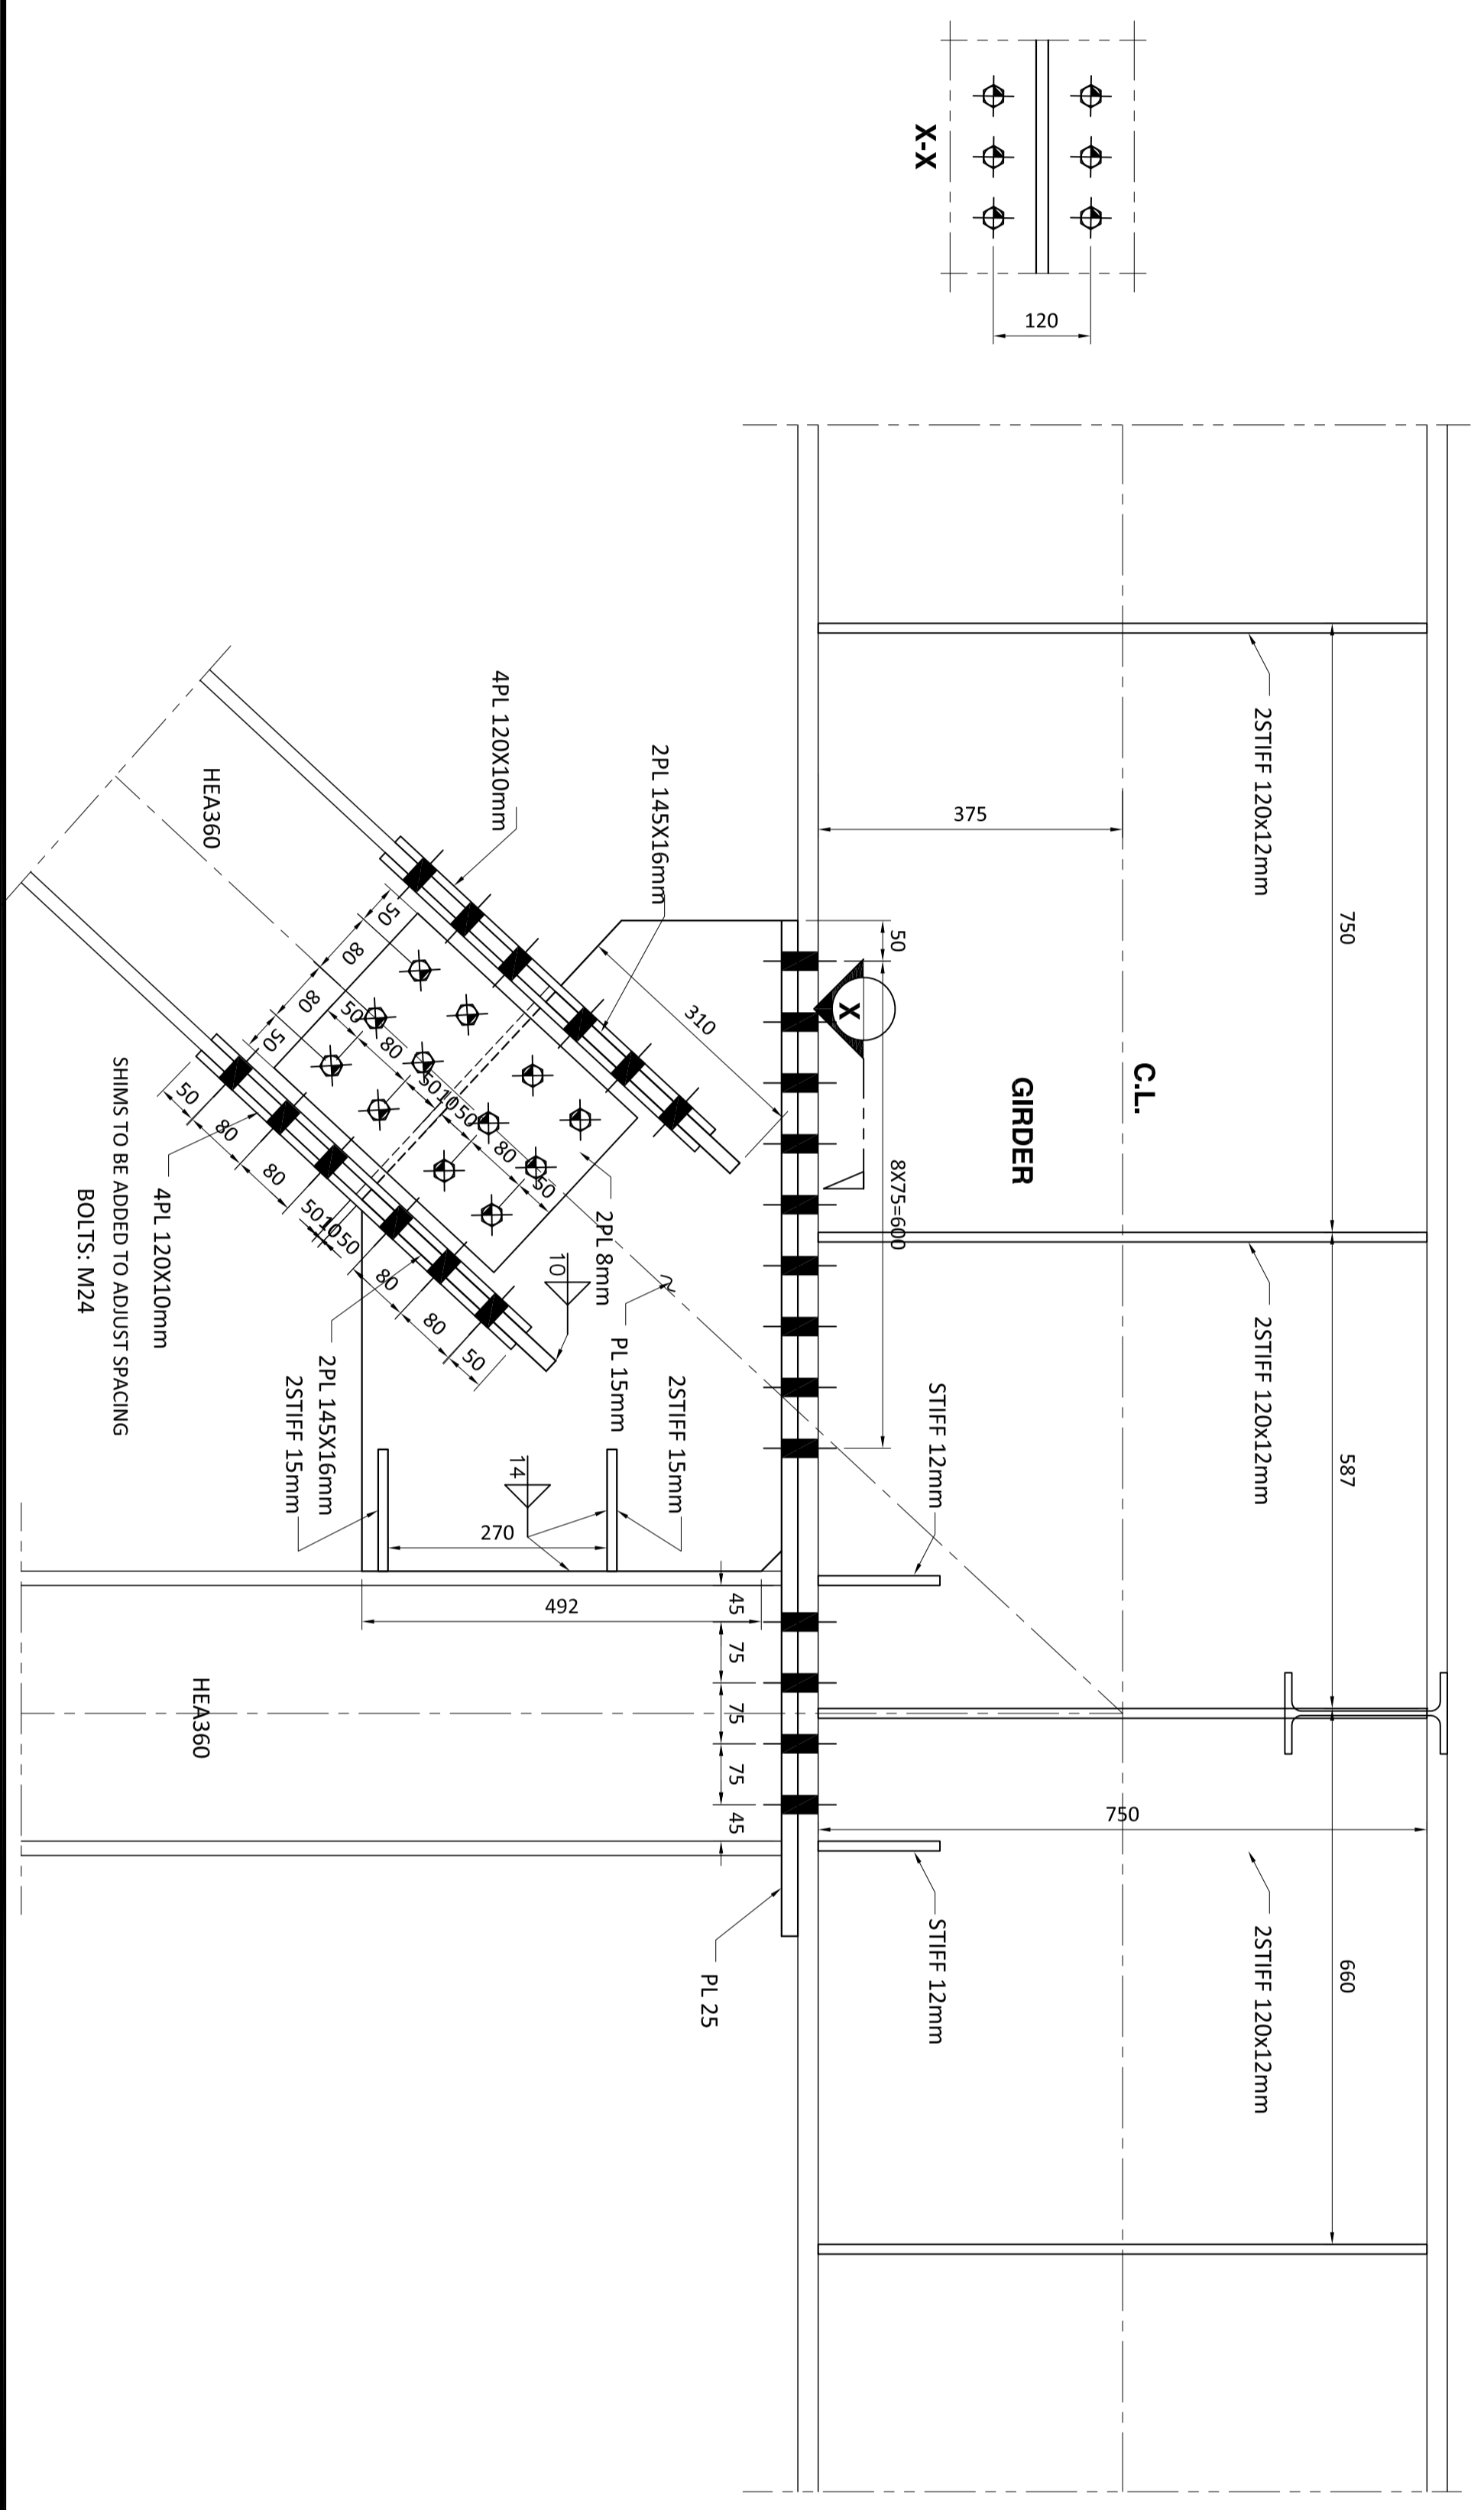 X-X
120
C.L.
GIRDER
2STIFF 120x12mm
2STIFF 120x12mm
2STIFF 120x12mm
750
587
660
375
750
50
8X75=600
X
STIFF 12mm
STIFF 12mm
4PL 120X10mm
2PL 145X16mm
310
HEA360
50
80
80
50
50
80
50
10
50
80
50
50
80
80
50
10
50
80
80
50
2PL 8mm
PL 15mm
10
2STIFF 15mm
14
270
492
45
75
75
75
45
PL 25
2PL 145X16mm
2STIFF 15mm
4PL 120X10mm
SHIMS TO BE ADDED TO ADJUST SPACING
BOLTS: M24
HEA360